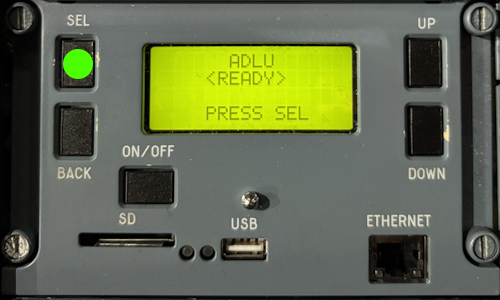 SEL
UP
ADLU
<READY>
PRESS SEL
BACK
ON/OFF
DOWN
SD
USB
ETHERNET